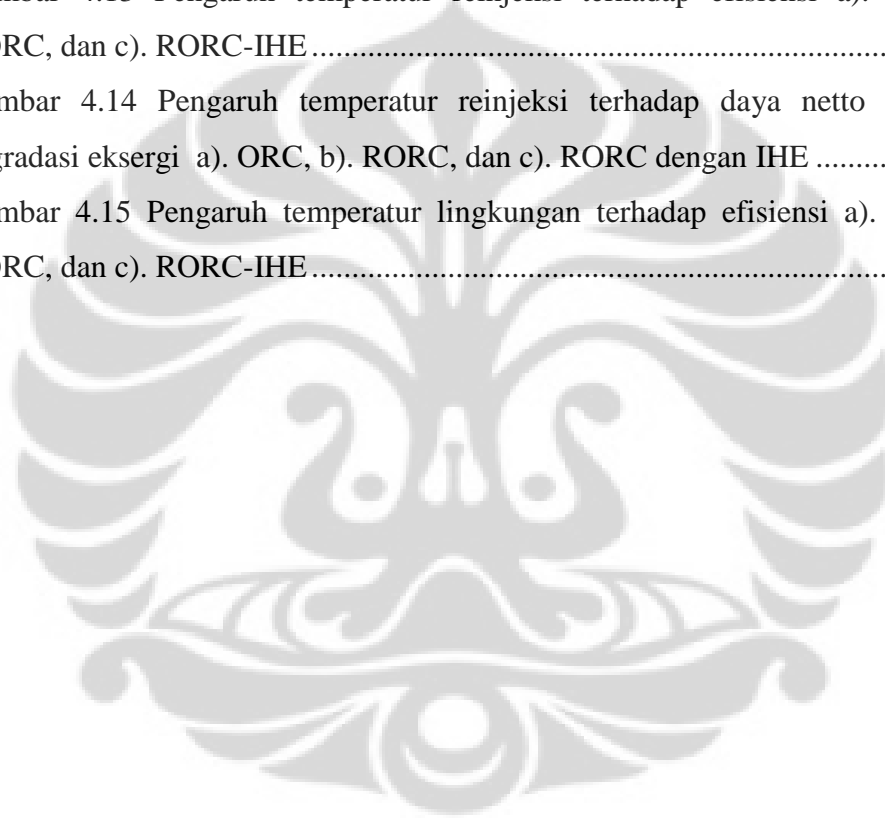 mbar 4.13 Pengaruh temperatur reinjeksi terhadap efisiensi a).
RC, dan c). RORC-IHE
mbar 4.14 Pengaruh temperatur reinjeksi terhadap daya netto
gradasi eksergi a). ORC, b). RORC, dan c). RORC dengan IHE
mbar 4.15 Pengaruh temperatur lingkungan terhadap efisiensi a).
RC, dan c). RORC-IHE